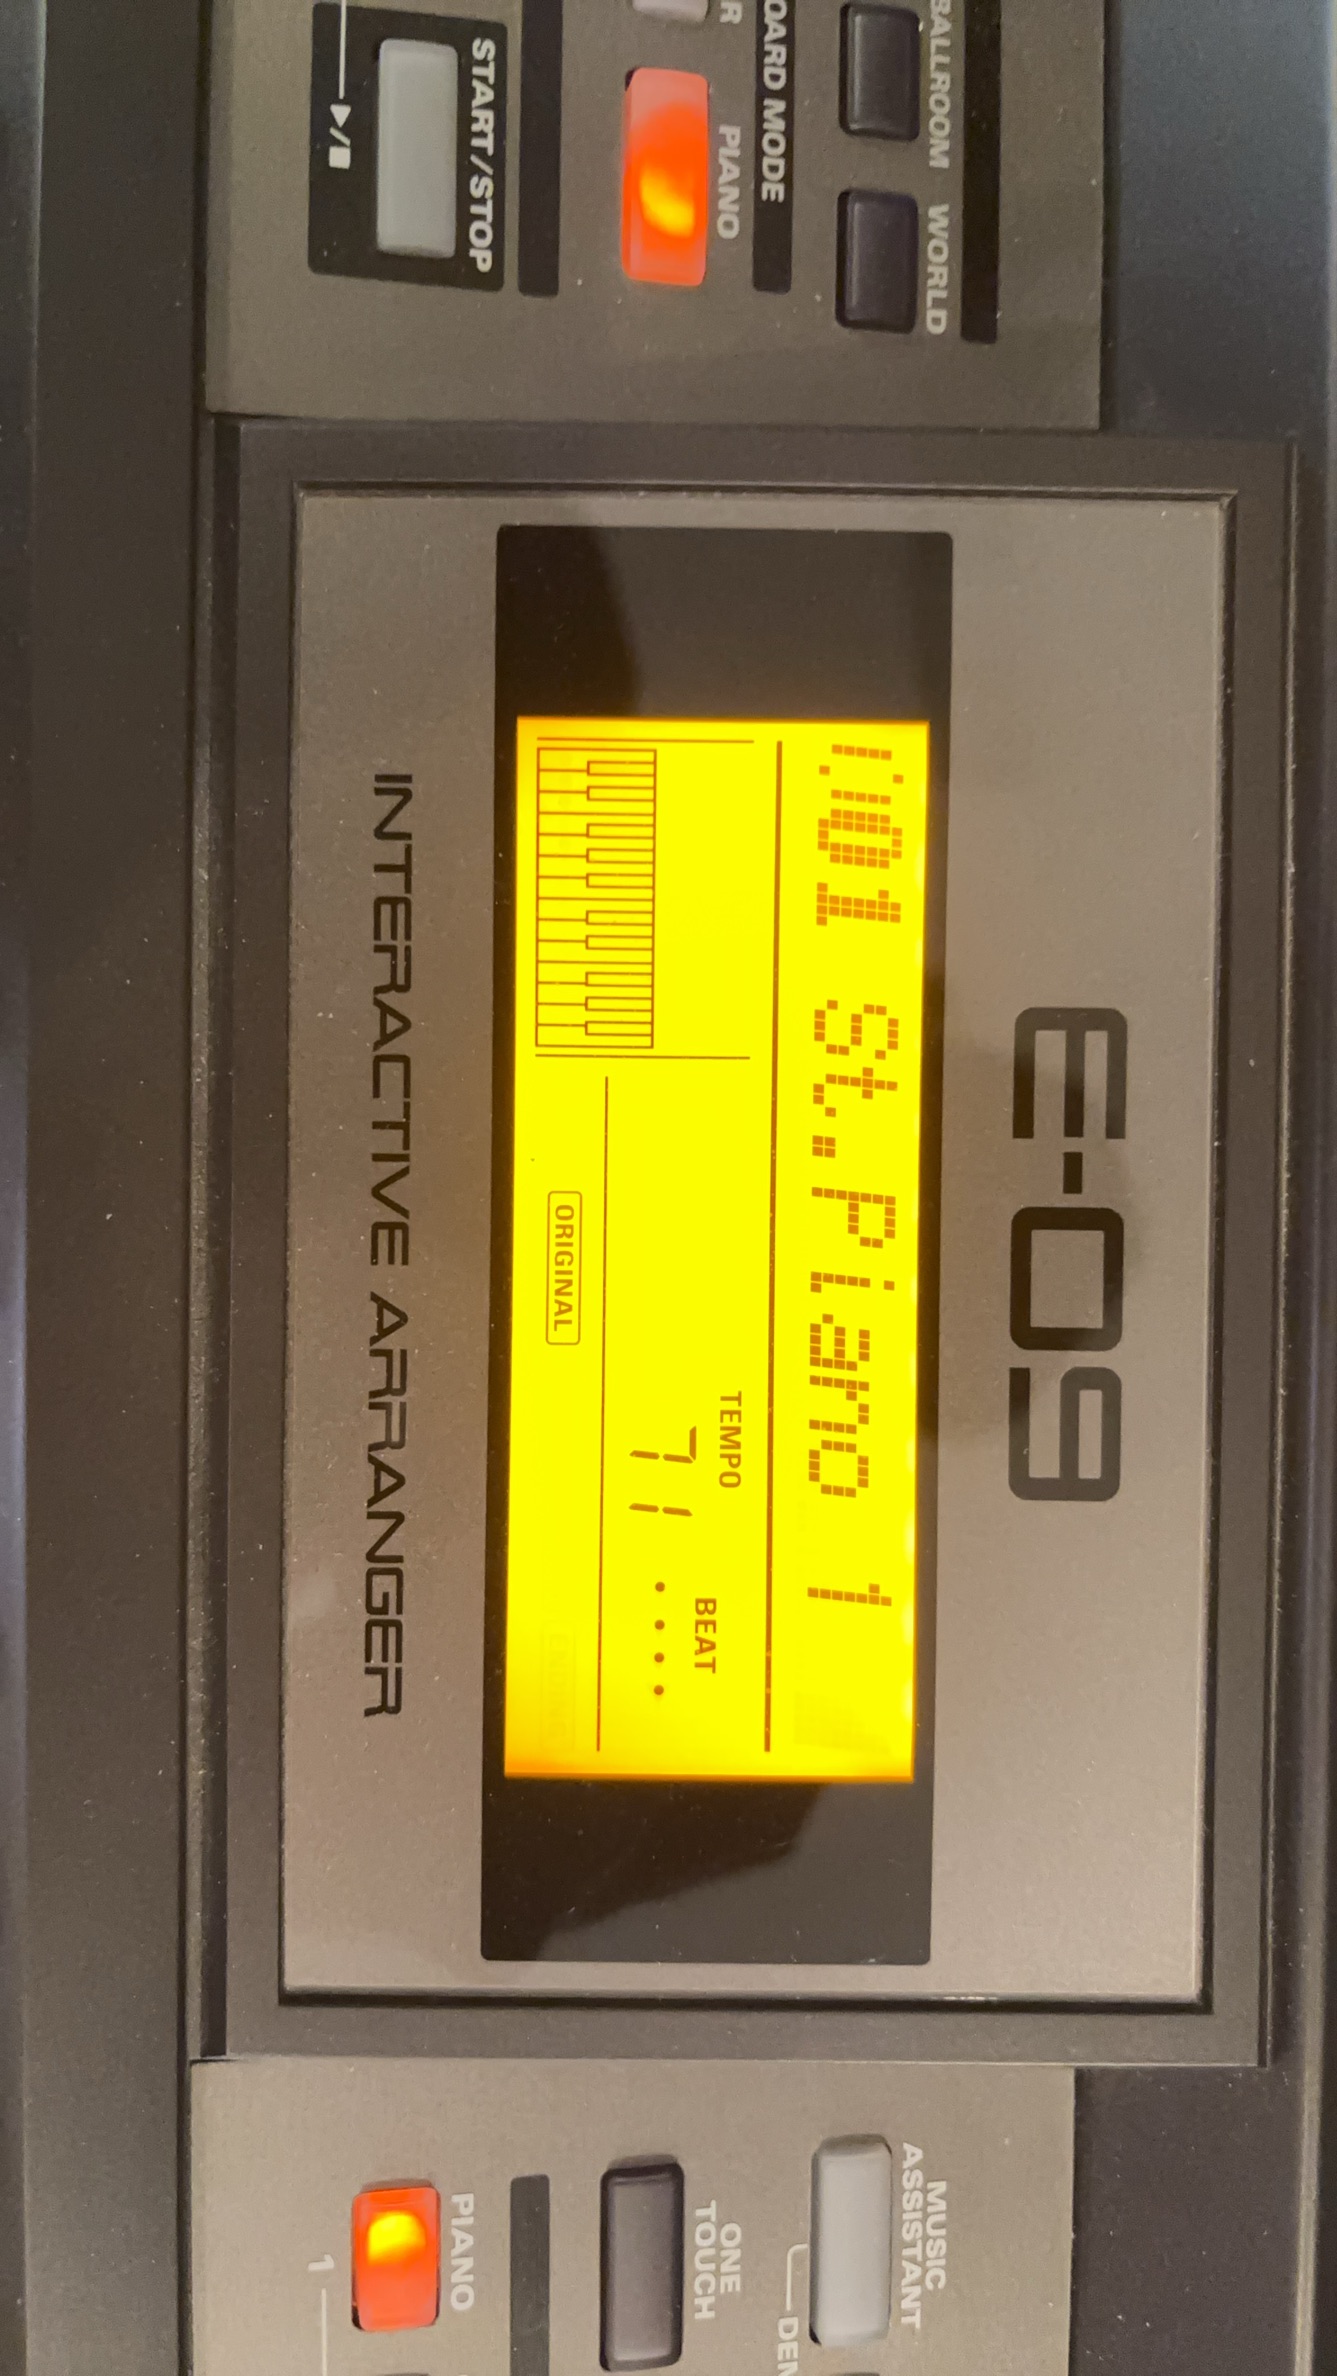 BALLROOM WORLD
OARD MODE
R PIANO
START/STOP
E-09
St.Piano 1
TEMPO BEAT
71
ORIGINAL
INTERACTIVE ARRANGER
MUSIC
ASSISTANT
DEM
ONE
TOUCH
PIANO
1